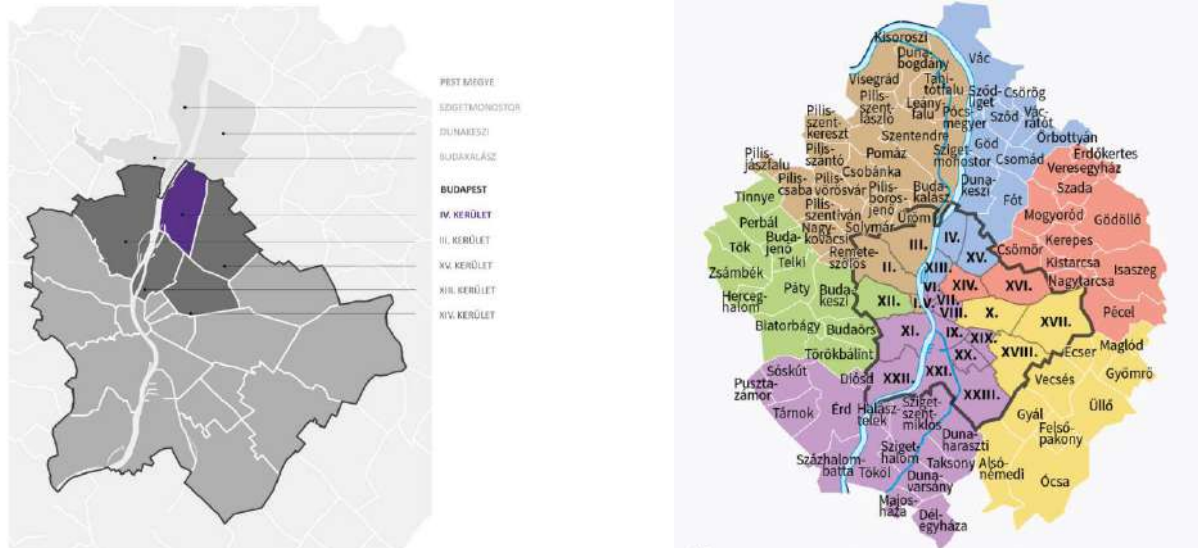 PEST MEGYE
SZIGETMONOSTOR
DUNAKESZI
BUDAKALÁSZ
BUDAPEST
IV. KERÜLET
III. KERÜLET
XV. KERÜLET
XIII. KERÜLET
XIV. KERÜLET
Kisoroszi
Duna-
bogdány
Vác
Visegrád
Tahi-
tótfalu
Sződ-
liget
Csörög
Pilis-
szent-
lászló
Leány-
falu
Pócs-
megyer
Sződ
Vác-
rátót
Pilis-
szent-
kereszt
Szentendre
Őrbottyán
Göd
Pilis-
szántó
Pomáz
Sziget-
monostor
Csomád
Erdőkertes
Pilis-
jászfalu
Csobánka
Veresegyház
Pilis-
csaba
Pilis-
vörösvár
Pilis-
boros-
jenő
Buda-
kalász
Duna-
keszi
Szada
Tinnye
Fót
Pilis-
szentiván
Üröm
Mogyoród
Gödöllő
Perbál
Nagy-
kovácsi
Solymár
III.
IV.
Kerepes
Tök
Buda-
jenő
Remete-
szőlős
XV.
Csömör
Telki
II.
XIII.
Kistarcsa
Isaszeg
Zsámbék
Nagytarcsa
Páty
VI.
XIV.
XVI.
Herceg-
halom
Buda-
keszi
XII.
I.
V.
VII.
Pécel
VIII.
X.
XVII.
Biatorbágy
Budaörs
XI.
IX.
XIX.
Maglód
Törökbálint
XX.
XVIII.
Ecser
Sóskút
Diósd
XXII.
XXI.
Vecsés
Gyömrő
Puszta-
zámor
XXIII.
Tárnok
Érd
Halász-
telek
Sziget-
szent-
miklós
Gyál
Üllő
Felső-
pakony
Duna-
haraszti
Százhalom-
batta
Sziget-
halom
Tököl
Taksony
Alsó-
némedi
Duna-
varsány
Ócsa
Majos-
háza
Dél-
egyháza